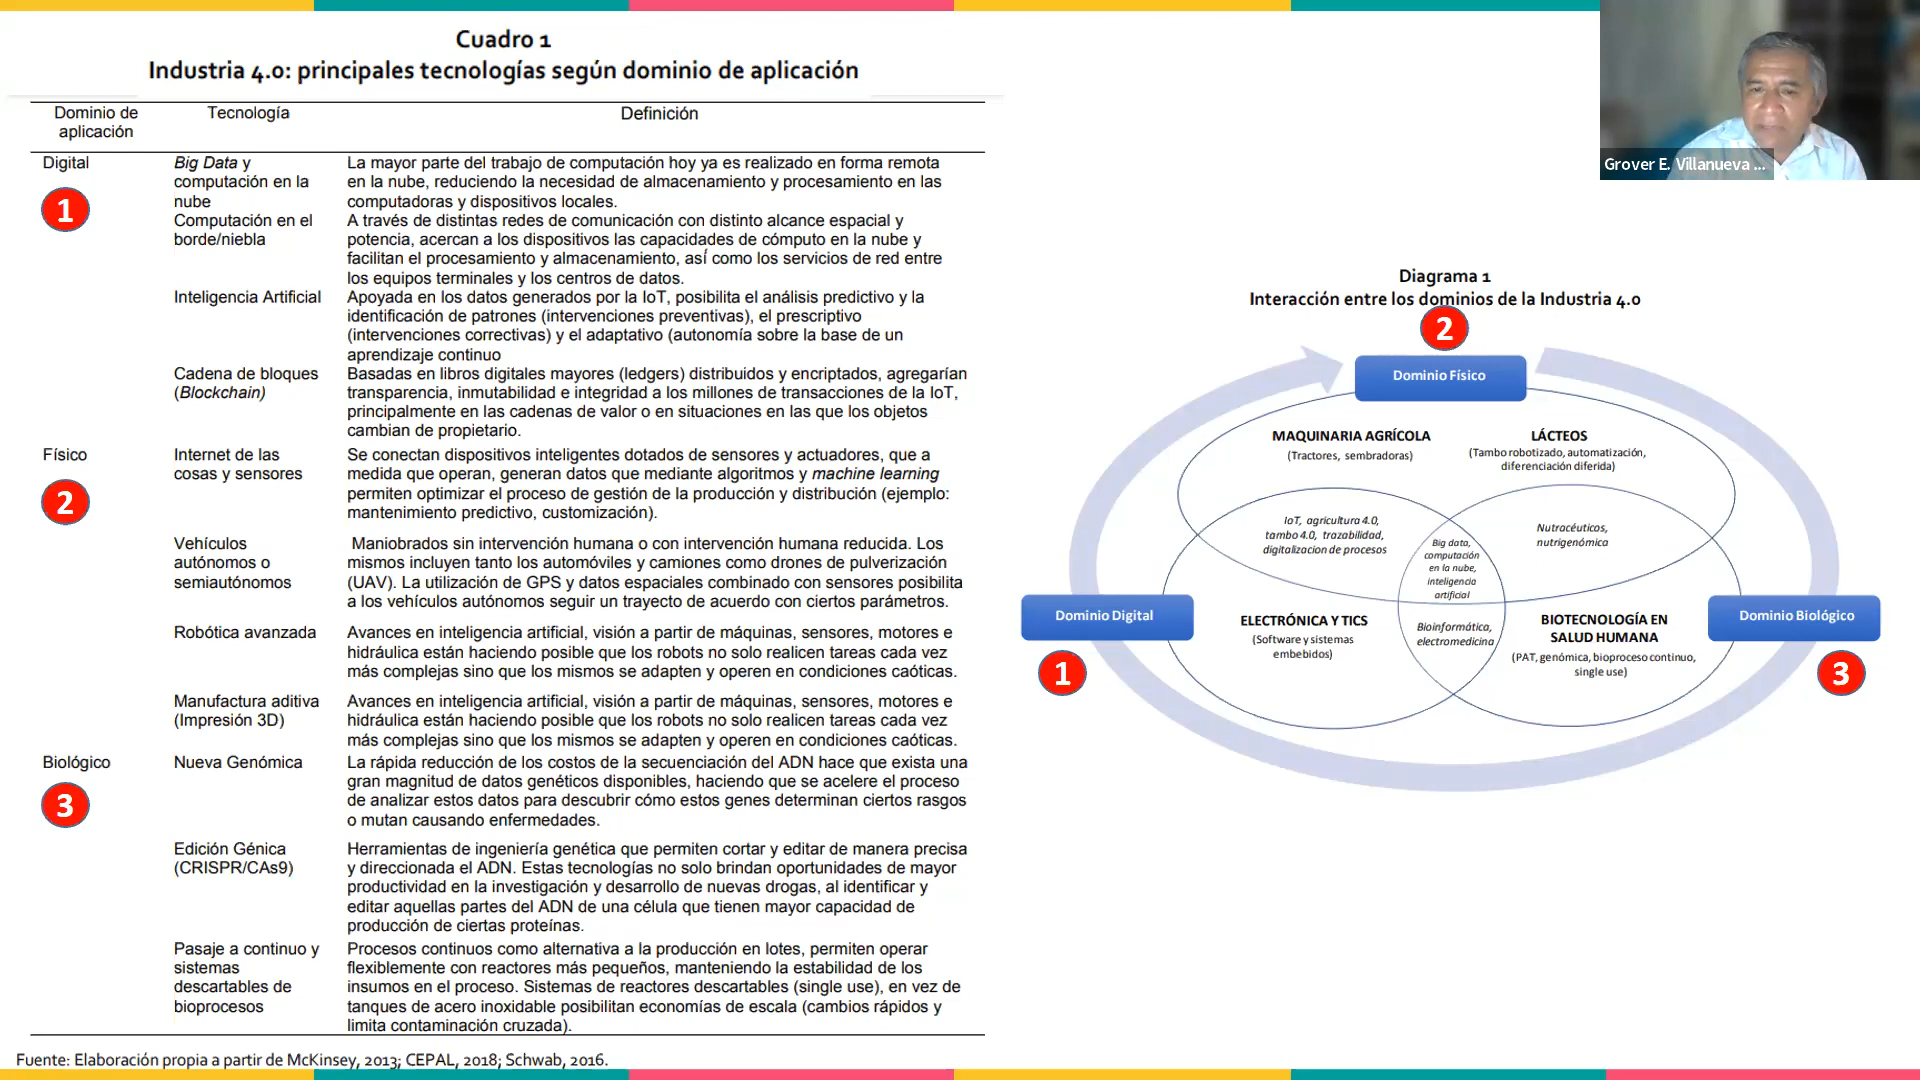 Cuadro 1
Industria 4.0: principales tecnologías según dominio de aplicación
Dominio de aplicación
Tecnología
Definición
Digital
1
Big Data y
computación en la
nube
La mayor parte del trabajo de computación hoy ya es realizado en forma remota
en la nube, reduciendo la necesidad de almacenamiento y procesamiento en las
computadoras y dispositivos locales.
Computación en el
borde/niebla
A través de distintas redes de comunicación con distinto alcance espacial y
potencia, acercan a los dispositivos las capacidades de cómputo en la nube y
facilitan el procesamiento y almacenamiento, así como los servicios de red entre
los equipos terminales y los centros de datos.
Inteligencia Artificial
Apoyada en los datos generados por la IoT, posibilita el análisis predictivo y la
identificación de patrones (intervenciones preventivas), el prescriptivo
(intervenciones correctivas) y el adaptativo (autonomía sobre la base de un
aprendizaje continuo
Cadena de bloques
(Blockchain)
Basadas en libros digitales mayores (ledgers) distribuidos y encriptados, agregarían
transparencia, inmutabilidad e integridad a los millones de transacciones de la IoT,
principalmente en las cadenas de valor o en situaciones en las que los objetos
cambian de propietario.
Físico
2
Internet de las
cosas y sensores
Se conectan dispositivos inteligentes dotados de sensores y actuadores, que a
medida que operan, generan datos que mediante algoritmos y machine learning
permiten optimizar el proceso de gestión de la producción y distribución (ejemplo:
mantenimiento predictivo, customización).
Vehículos
autónomos o
semiautónomos
Maniobrados sin intervención humana o con intervención humana reducida. Los
mismos incluyen tanto los automóviles y camiones como drones de pulverización
(UAV). La utilización de GPS y datos espaciales combinado con sensores posibilita
a los vehículos autónomos seguir un trayecto de acuerdo con ciertos parámetros.
Robótica avanzada
Avances en inteligencia artificial, visión a partir de máquinas, sensores, motores e
hidráulica están haciendo posible que los robots no solo realicen tareas cada vez
más complejas sino que los mismos se adapten y operen en condiciones caóticas.
Manufactura aditiva
(Impresión 3D)
Avances en inteligencia artificial, visión a partir de máquinas, sensores, motores e
hidráulica están haciendo posible que los robots no solo realicen tareas cada vez
más complejas sino que los mismos se adapten y operen en condiciones caóticas.
Biológico
3
Nueva Genómica
La rápida reducción de los costos de la secuenciación del ADN hace que exista una
gran magnitud de datos genéticos disponibles, haciendo que se acelere el proceso
de analizar estos datos para descubrir cómo estos genes determinan ciertos rasgos
o mutan causando enfermedades.
Edición Génica
(CRISPR/CAs9)
Herramientas de ingeniería genética que permiten cortar y editar de manera precisa
y direccionada el ADN. Estas tecnologías no solo brindan oportunidades de mayor
productividad en la investigación y desarrollo de nuevas drogas, al identificar y
editar aquellas partes del ADN de una célula que tienen mayor capacidad de
producción de ciertas proteínas.
Pasaje a continuo y
sistemas
descartables de
bioprocesos
Procesos continuos como alternativa a la producción en lotes, permiten operar
flexiblemente con reactores más pequeños, manteniendo la estabilidad de los
insumos en el proceso. Sistemas de reactores descartables (single use), en vez de
tanques de acero inoxidable posibilitan economías de escala (cambios rápidos y
limita contaminación cruzada).
Fuente: Elaboración propia a partir de McKinsey, 2013; CEPAL, 2018; Schwab, 2016.
Grover E. Villanueva ...
Diagrama 1
Interacción entre los dominios de la Industria 4.0
2
Dominio Físico
MAQUINARIA AGRÍCOLA
(Tractores, sembradoras)
LÁCTEOS
(Tambo robotizado, automatización,
diferenciación diferida)
IoT, agricultura 4.0,
tambo 4.0, trazabilidad,
digitalizacion de procesos
Big data,
computación
en la nube,
inteligencia
artificial
Nutracéuticos,
nutrigenómica
Dominio Digital
1
ELECTRÓNICA Y TICS
(Software y sistemas
embebidos)
Bioinformática,
electromedicina
BIOTECNOLOGÍA EN
SALUD HUMANA
(PAT, genómica, bioproceso continuo,
single use)
Dominio Biológico
3